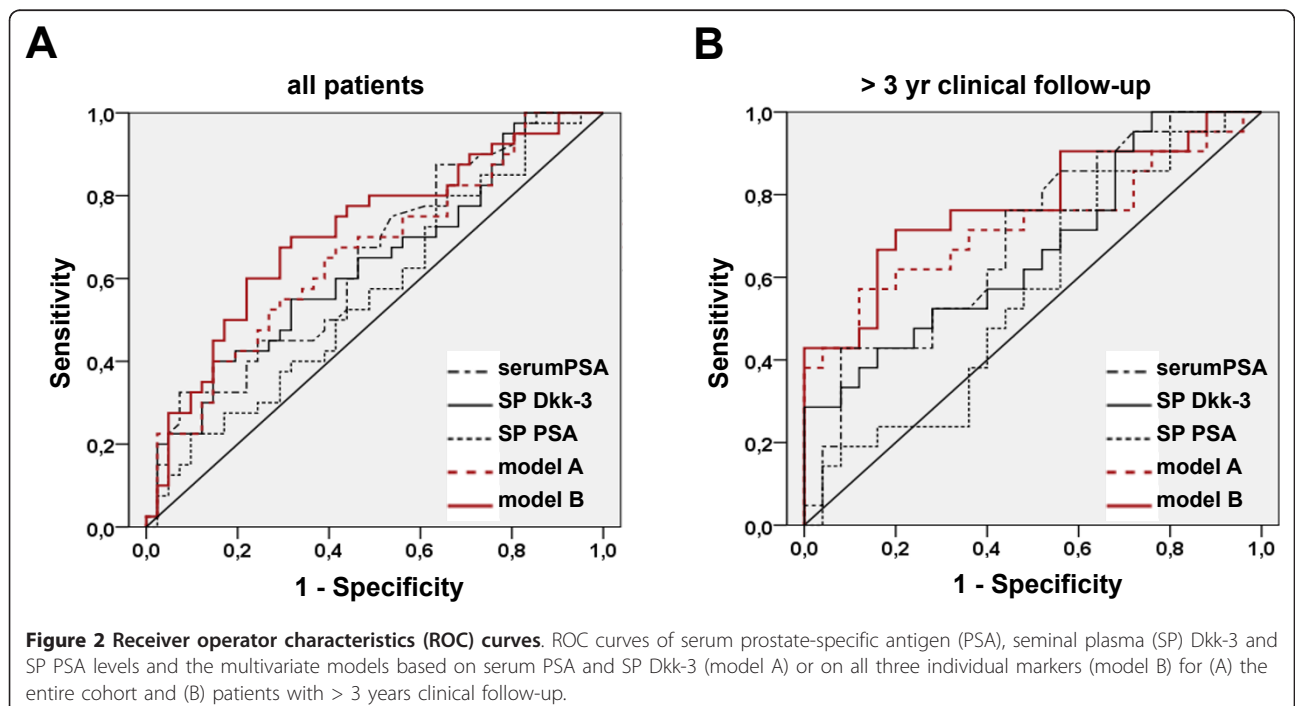 A
all patients
1,0
0,8
0,6
0,4
0,2
0,0
Sensitivity
serumPSA
SP Dkk-3
SP PSA
model A
model B
0,0 0,2 0,4 0,6 0,8 1,0
1 - Specificity
B
> 3 yr clinical follow-up
1,0
0,8
0,6
0,4
0,2
0,0
Sensitivity
serumPSA
SP Dkk-3
SP PSA
model A
model B
0,0 0,2 0,4 0,6 0,8 1,0
1 - Specificity
Figure 2 Receiver operator characteristics (ROC) curves. ROC curves of serum prostate-specific antigen (PSA), seminal plasma (SP) Dkk-3 and
SP PSA levels and the multivariate models based on serum PSA and SP Dkk-3 (model A) or on all three individual markers (model B) for (A) the
entire cohort and (B) patients with > 3 years clinical follow-up.